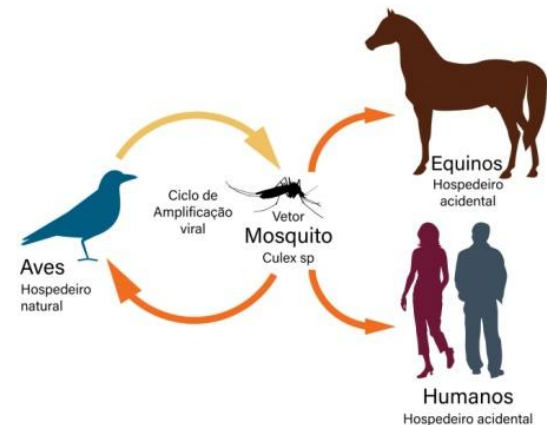 Equinos
Hospedeiro
acidental
Ciclo de
Amplificação
viral
Vetor
Mosquito
Culex sp
Aves
Hospedeiro
natural
Humanos
Hospedeiro acidental